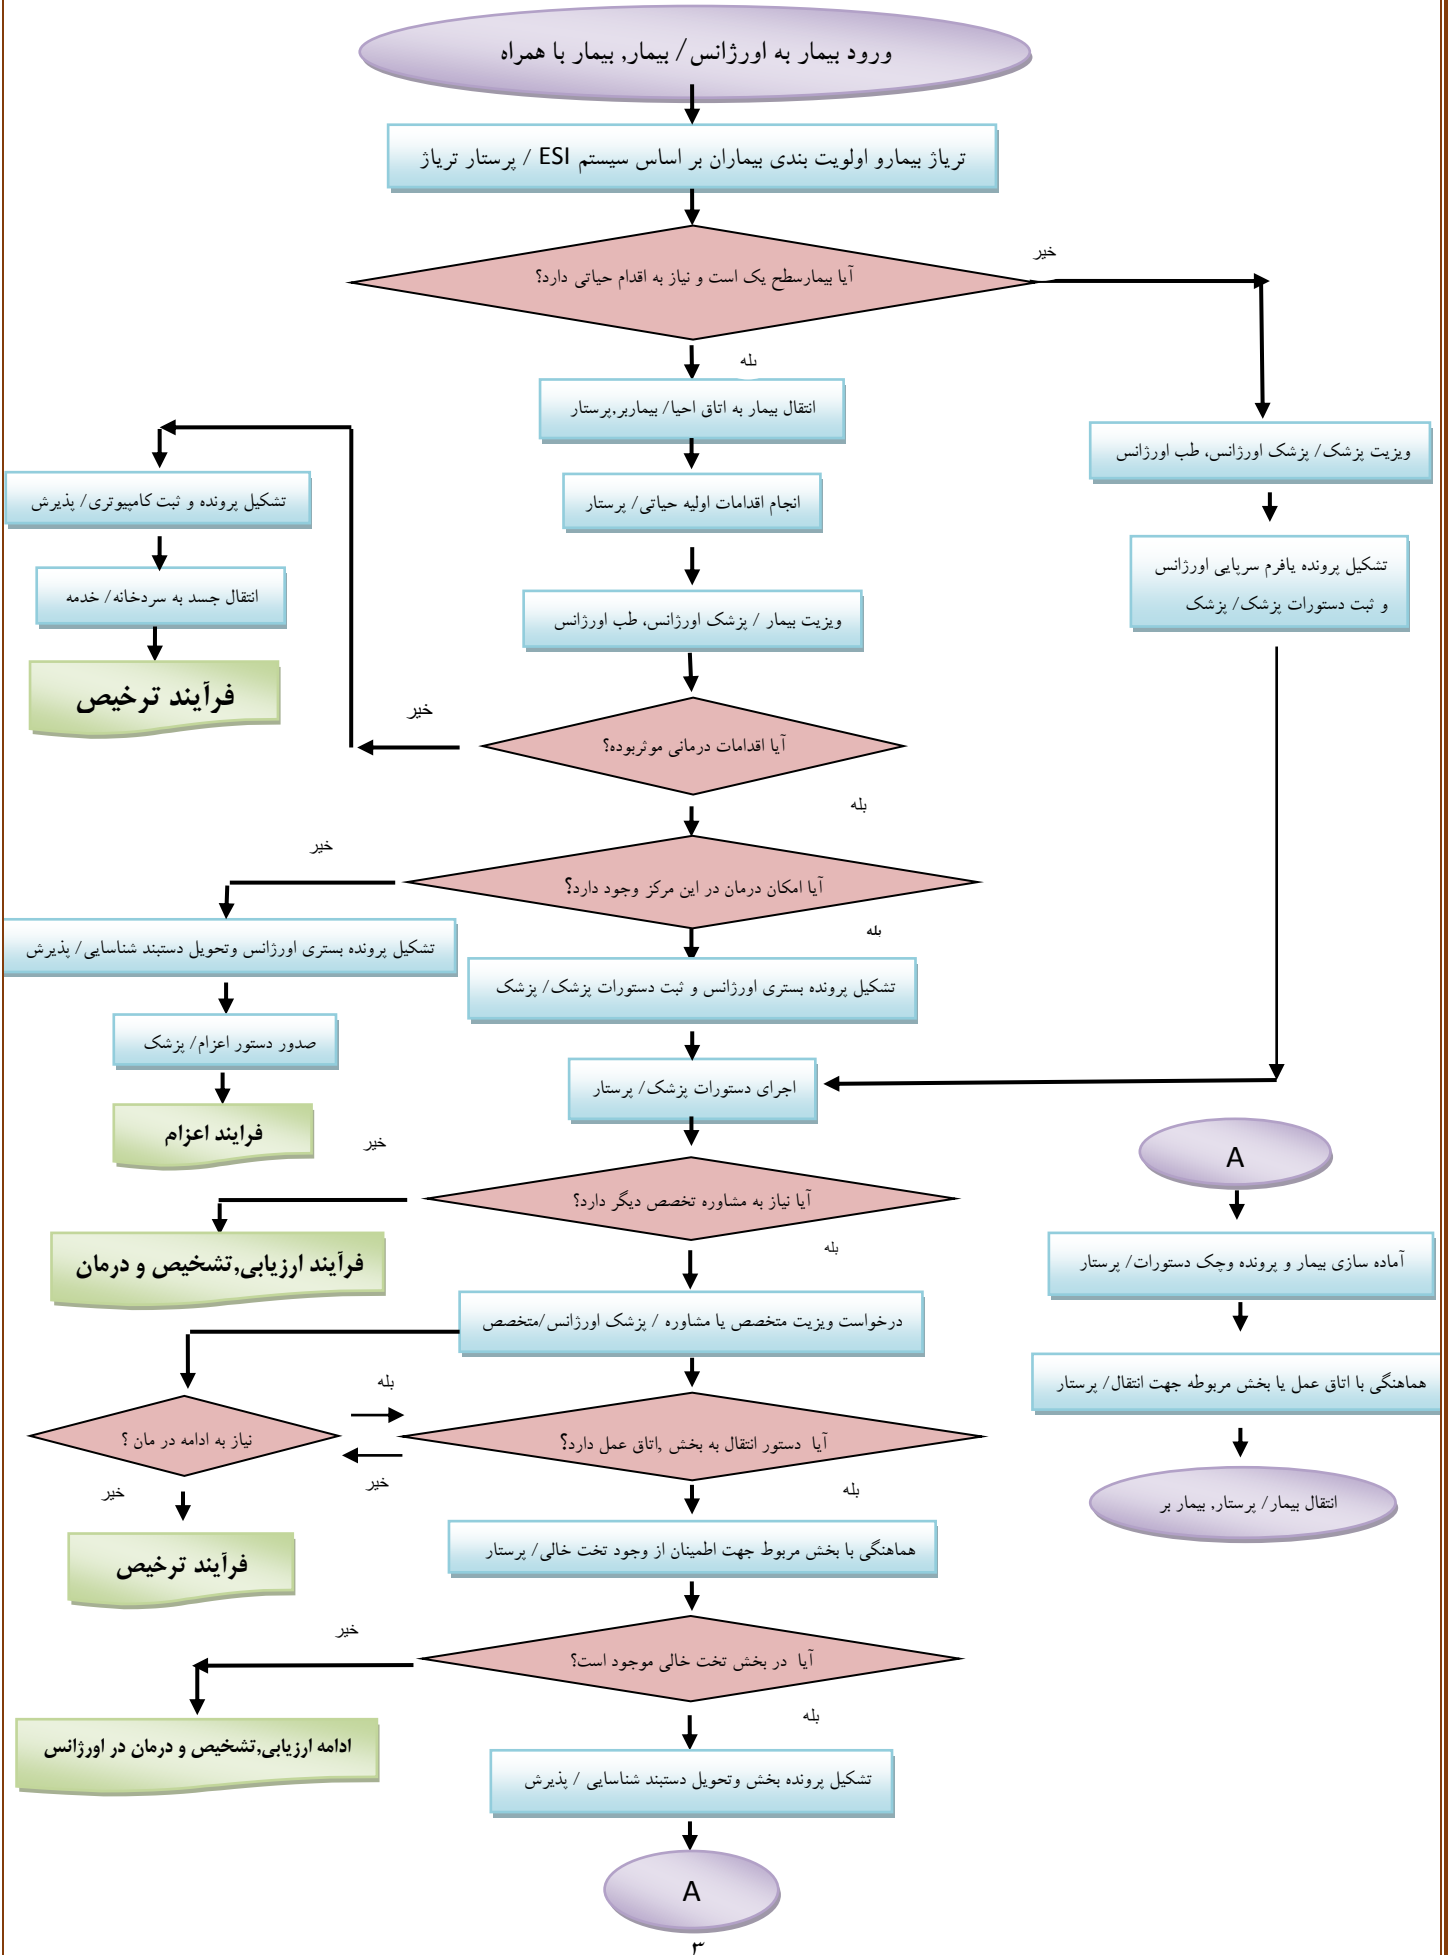 ورود بیمار به اورژانس/ بیمار, بیمار با همراه
تریاژ بیمارو اولویت بندی بیماران بر اساس سیستم ESI / پرستار تریاژ
خیر
آیا بیمارسطح یک است و نیاز به اقدام حیاتی دارد؟
بله
انتقال بیمار به اتاق احیا/ بیماربر,پرستار
ویزیت پزشک/ پزشک اورژانس، طب اورژانس
تشکیل پرونده و ثبت کامپیوتری/ پذیرش
انجام اقدامات اولیه حیاتی/ پرستار
تشکیل پرونده یافرم سرپایی اورژانس
و ثبت دستورات پزشک/ پزشک
انتقال جسد به سردخانه/ خدمه
ویزیت بیمار / پزشک اورژانس، طب اورژانس
فرآیند ترخیص
خیر
آیا اقدامات درمانی موثربوده؟
بله
خیر
آیا امکان درمان در این مرکز وجود دارد؟
بله
تشکیل پرونده بستری اورژانس وتحویل دستبند شناسایی/ پذیرش
تشکیل پرونده بستری اورژانس و ثبت دستورات پزشک/ پزشک
صدور دستور اعزام/ پزشک
اجرای دستورات پزشک/ پرستار
فرایند اعزام
خیر
A
آیا نیاز به مشاوره تخصص دیگر دارد؟
بله
فرآیند ارزیابی,تشخیص و درمان
آماده سازی بیمار و پرونده وچک دستورات/ پرستار
درخواست ویزیت متخصص یا مشاوره / پزشک اورژانس/متخصص
هماهنگی با اتاق عمل یا بخش مربوطه جهت انتقال/ پرستار
بله
نیاز به ادامه در مان ؟
آیا دستور انتقال به بخش ,اتاق عمل دارد؟
خیر
خیر
بله
انتقال بیمار/ پرستار, بیمار بر
هماهنگی با بخش مربوط جهت اطمینان از وجود تخت خالی/ پرستار
فرآیند ترخیص
خیر
آیا در بخش تخت خالی موجود است؟
بله
ادامه ارزیابی,تشخیص و درمان در اورژانس
تشکیل پرونده بخش وتحویل دستبند شناسایی / پذیرش
A
۳